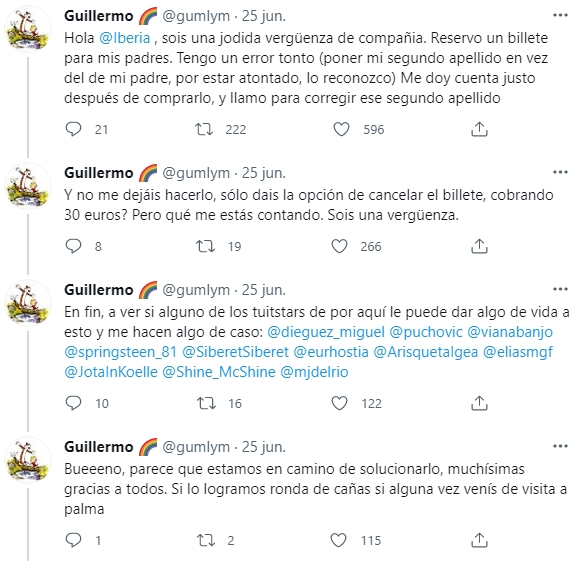 Guillermo 🌈 @gumlym · 25 jun.
Hola @Iberia , sois una jodida vergüenza de compañia. Reservo un billete
para mis padres. Tengo un error tonto (poner mi segundo apellido en vez
del de mi padre, por estar atontado, lo reconozco) Me doy cuenta justo
después de comprarlo, y llamo para corregir ese segundo apellido
21 222 596
Guillermo 🌈 @gumlym · 25 jun.
Y no me dejáis hacerlo, sólo dais la opción de cancelar el billete, cobrando
30 euros? Pero qué me estás contando. Sois una vergüenza.
8 19 266
Guillermo 🌈 @gumlym · 25 jun.
En fin, a ver si alguno de los tuitstars de por aquí le puede dar algo de vida a
esto y me hacen algo de caso: @dieguez_miguel @puchovic @vianabanjo
@springsteen_81 @SiberetSiberet @eurhostia @Arisquetalgea @eliasmgf
@JotaInKoelle @Shine_McShine @mjdelrio
10 16 122
Guillermo 🌈 @gumlym · 25 jun.
Bueeeno, parece que estamos en camino de solucionarlo, muchísimas
gracias a todos. Si lo logramos ronda de cañas si alguna vez venís de visita a
palma
1 2 115